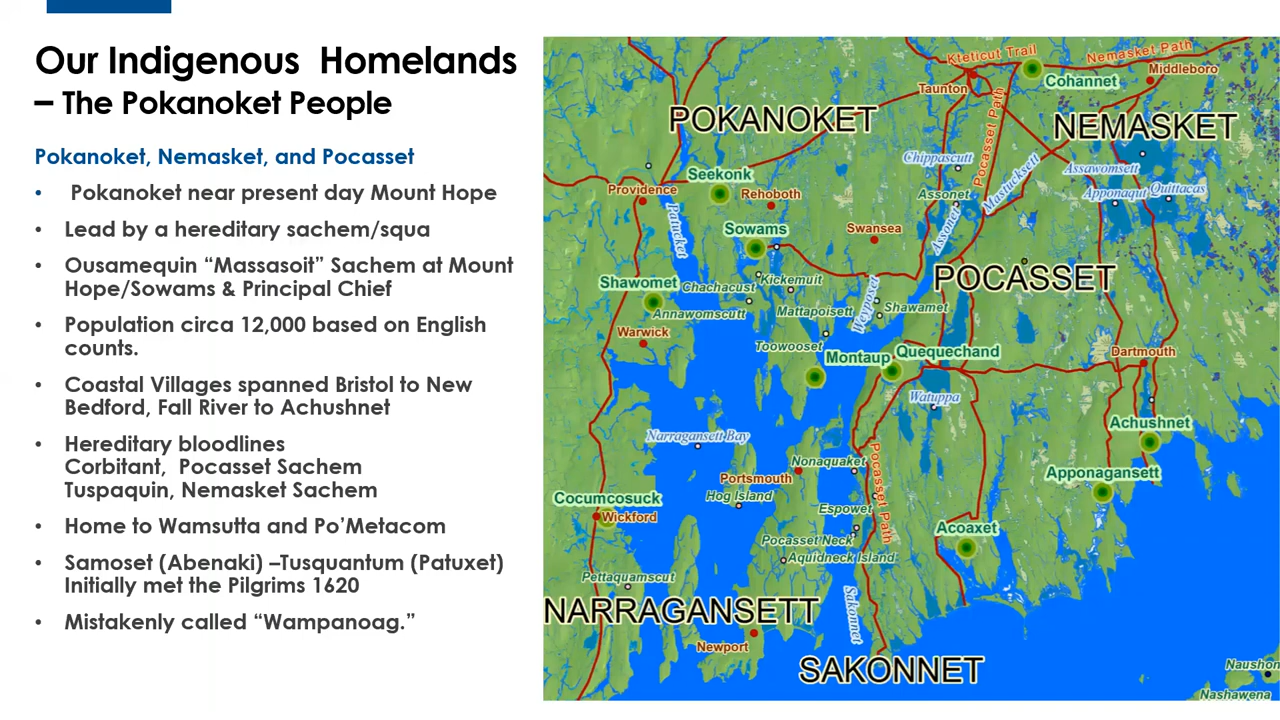 Our Indigenous  Homelands
– The Pokanoket People
Pokanoket, Nemasket, and Pocasset
• Pokanoket near present day Mount Hope
• Lead by a hereditary sachem/squa
• Ousamequin “Massasoit” Sachem at Mount
Hope/Sowams & Principal Chief
• Population circa 12,000 based on English
counts.
• Coastal Villages spanned Bristol to New
Bedford, Fall River to Achushnet
• Hereditary bloodlines
Corbitant,  Pocasset Sachem
Tuspaquin, Nemasket Sachem
• Home to Wamsutta and Po’Metacom
• Samoset (Abenaki) –Tusquantum (Patuxet)
Initially met the Pilgrims 1620
• Mistakenly called “Wampanoag.”
Kteticut Trail
Nemasket Path
Middleboro
Cohannet
Taunton
Pocasset Path
POKANOKET
NEMASKET
Chippascutt
Mastucksett
Assawomsett
Seekonk
Providence
Rehoboth
Assonet
Apponaqut
Quittacas
Patucket
Assonet
Sowams
Swansea
POCASSET
Shawomet
Chachacust
Kickemuit
Weyposet
Annawomscutt
Mattapoisett
Shawamet
Warwick
Toowooset
Montaup
Quequechand
Dartmouth
Watuppa
Achushnet
Narragansett Bay
Nonaquaket
Pocasset Path
Portsmouth
Apponagansett
Hog Island
Cocumcosuck
Wickford
Espowet
Acoaxet
Pocasset Neck
Aquidneck Island
Pettaquamscut
Sakonnet
NARRAGANSETT
Newport
SAKONNET
Naushon
Nashawena